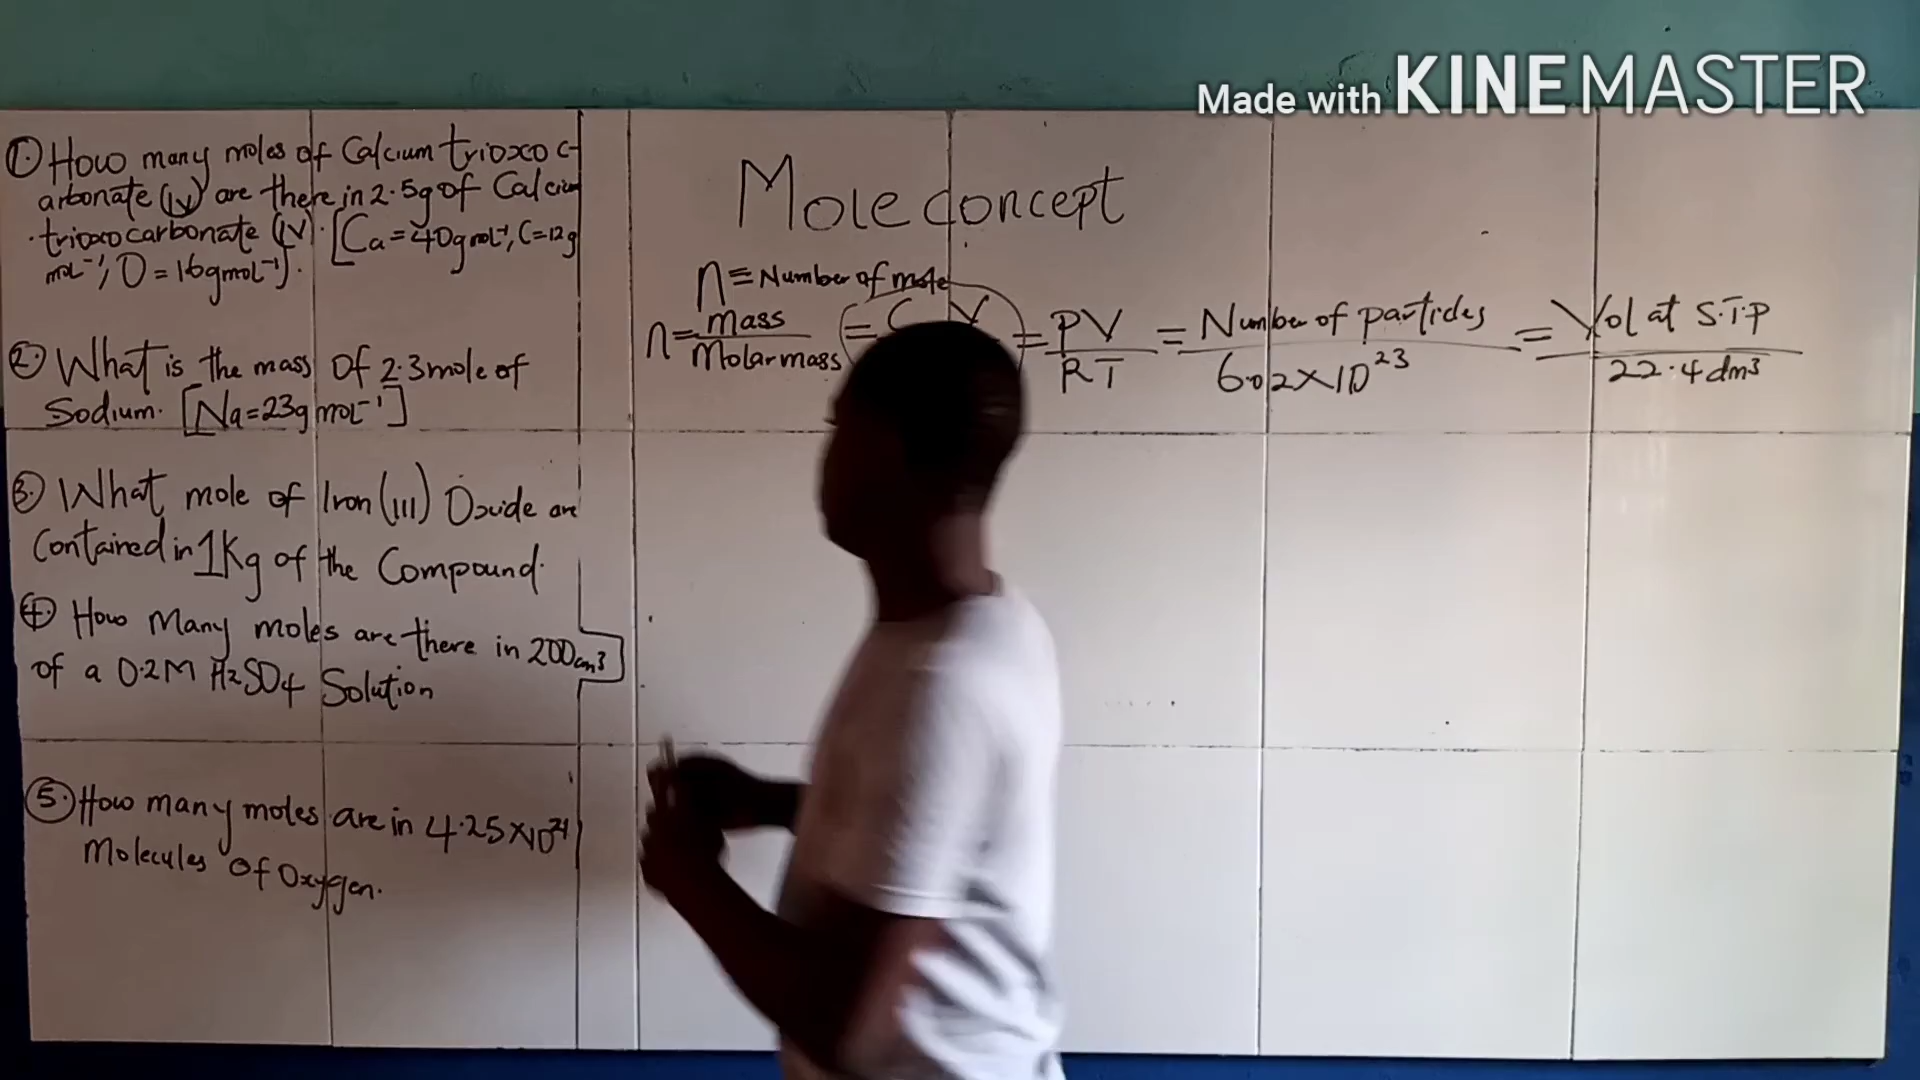 Made with KINEMASTER
1. How many moles of Calcium trioxo c-
arbonate (IV) are there in 2.5g of Calcium
trioxocarbonate (IV). [Ca = 40gmol⁻¹, C=12g
mol⁻¹, O = 16gmol⁻¹].
2. What is the mass of 2.3mole of
Sodium. [Na=23gmol⁻¹]
3. What mole of Iron(III) Oxide are
Contained in 1Kg of the Compound.
4. How Many moles are there in 200cm³
of a 0.2M H₂SO₄ Solution
5. How many moles are in 4.25×10²⁴
Molecules of Oxygen.
Mole concept
n ≡ Number of mole
n = mass / Molar mass = C V = PV / RT = Number of particles / 6.02×10²³ = Vol at S.T.P / 22.4dm³